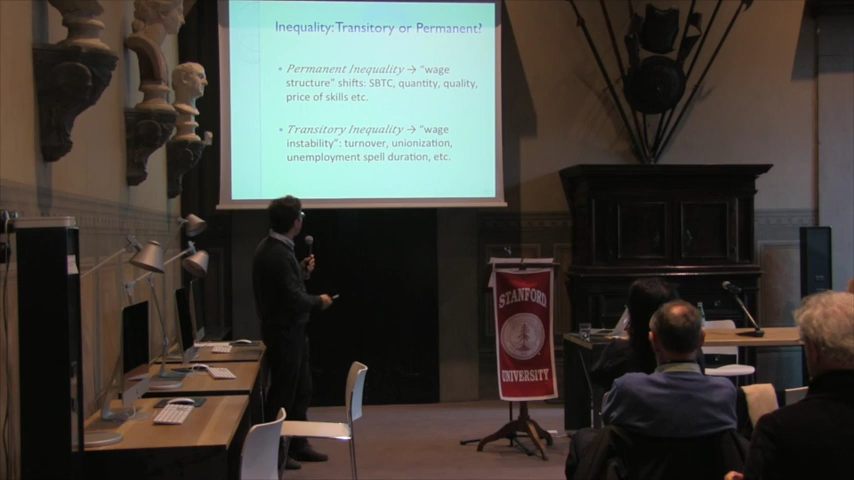 Inequality: Transitory or Permanent?
• Permanent Inequality → “wage
structure” shifts: SBTC, quantity, quality,
price of skills etc.
• Transitory Inequality → “wage
instability”: turnover, unionization,
unemployment spell duration, etc.
STANFORD
UNIVERSITY